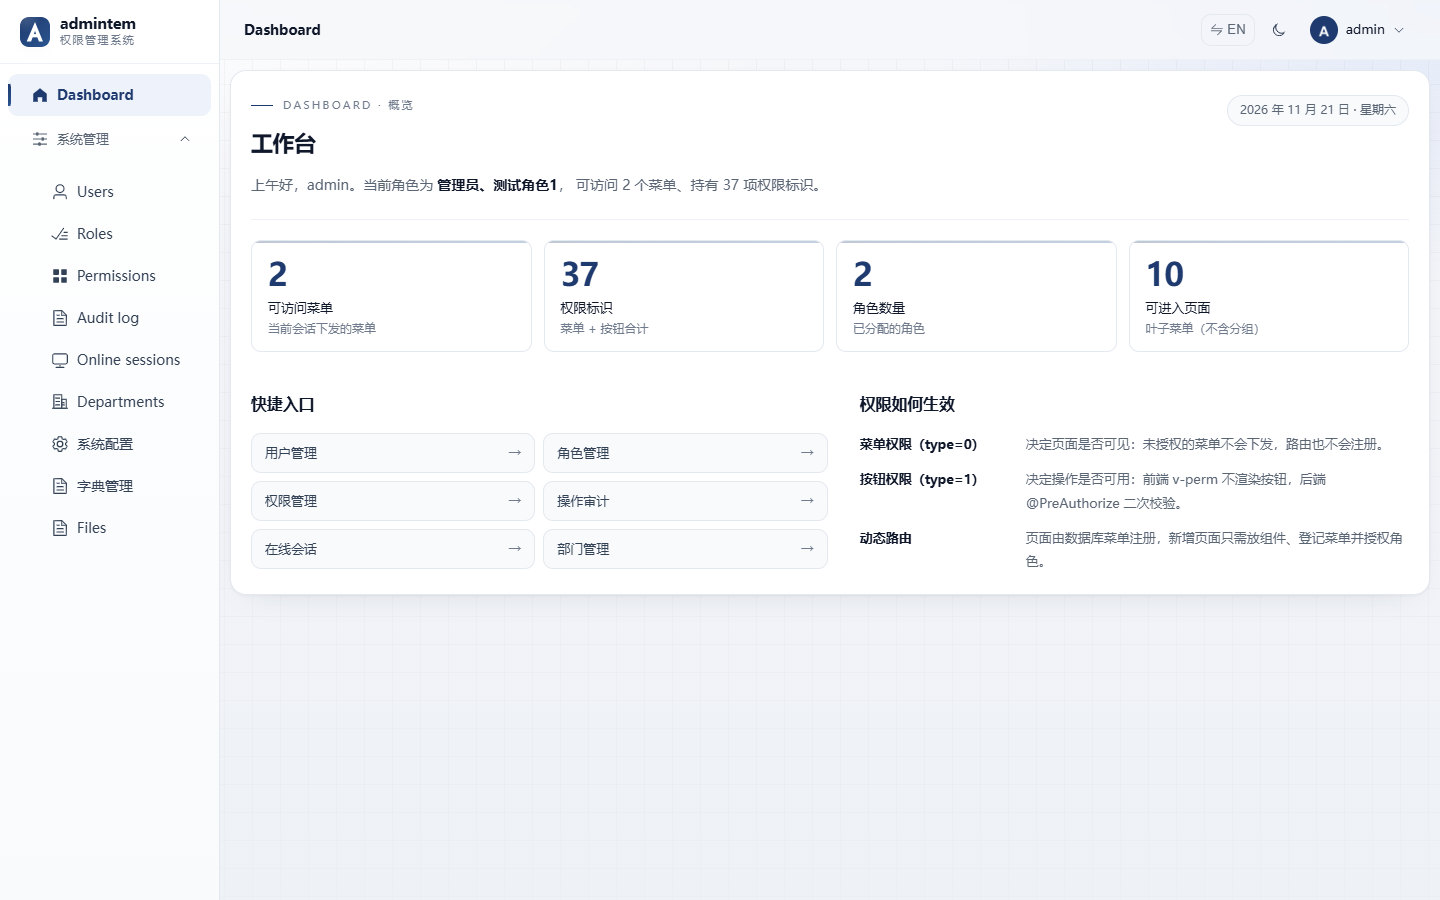 admintem
权限管理系统
Dashboard
系统管理
Users
Roles
Permissions
Audit log
Online sessions
Departments
系统配置
字典管理
Files
Dashboard
EN
A admin
DASHBOARD · 概览
2026 年 11 月 21 日 · 星期六
工作台
上午好，admin。当前角色为 管理员、测试角色1， 可访问 2 个菜单、持有 37 项权限标识。
2
可访问菜单
当前会话下发的菜单
37
权限标识
菜单 + 按钮合计
2
角色数量
已分配的角色
10
可进入页面
叶子菜单（不含分组）
快捷入口
用户管理 →
角色管理 →
权限管理 →
操作审计 →
在线会话 →
部门管理 →
权限如何生效
菜单权限（type=0） 决定页面是否可见：未授权的菜单不会下发，路由也不会注册。
按钮权限（type=1） 决定操作是否可用：前端 v-perm 不渲染按钮，后端
@PreAuthorize 二次校验。
动态路由 页面由数据库菜单注册，新增页面只需放组件、登记菜单并授权角
色。